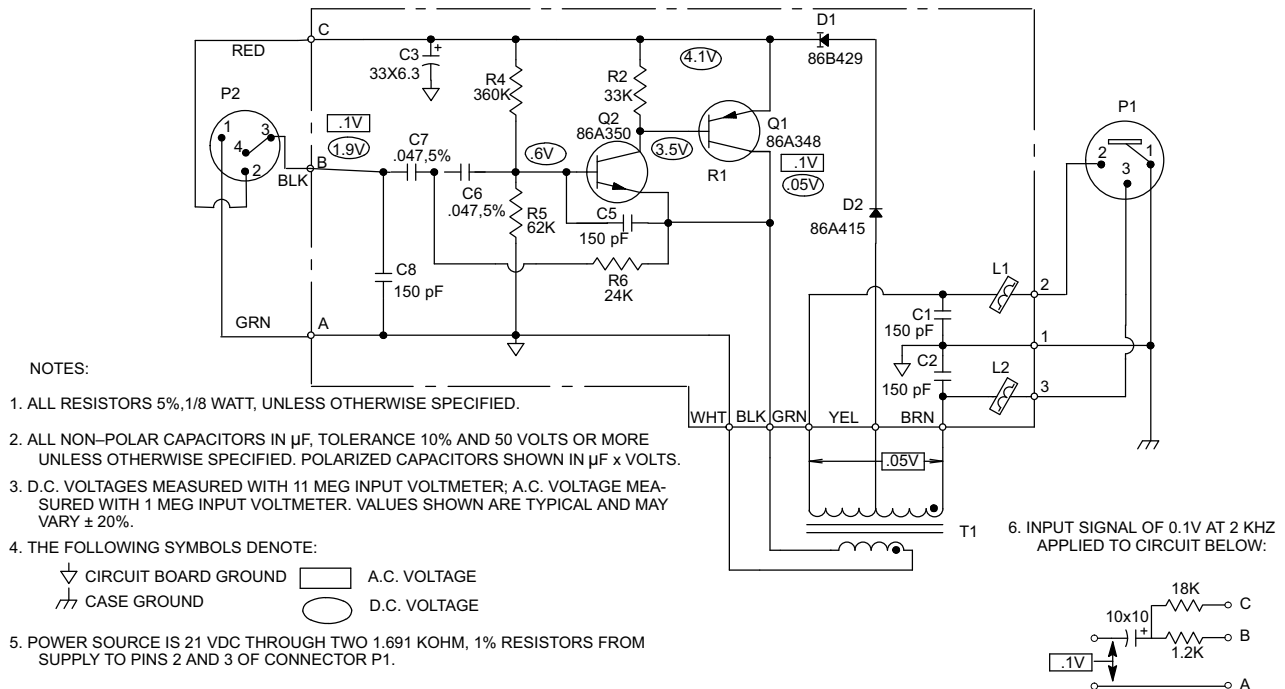 C
RED
P2
1
3
4
2
.1V
1.9V
B
BLK
GRN
A
C3
+
33X6.3
R4
360K
C7
.047,5%
C6
.047,5%
.6V
R5
62K
C8
150 pF
R2
33K
Q2
86A350
C5
150 pF
R6
24K
4.1V
3.5V
Q1
86A348
R1
.1V
.05V
D1
86B429
D2
86A415
P1
2
1
3
L1
2
C1
150 pF
1
C2
150 pF
L2
3
WHT BLK GRN YEL BRN
.05V
T1
NOTES:
1. ALL RESISTORS 5%,1/8 WATT, UNLESS OTHERWISE SPECIFIED.
2. ALL NON–POLAR CAPACITORS IN µF, TOLERANCE 10% AND 50 VOLTS OR MORE
UNLESS OTHERWISE SPECIFIED. POLARIZED CAPACITORS SHOWN IN µF x VOLTS.
3. D.C. VOLTAGES MEASURED WITH 11 MEG INPUT VOLTMETER; A.C. VOLTAGE MEA-
SURED WITH 1 MEG INPUT VOLTMETER. VALUES SHOWN ARE TYPICAL AND MAY
VARY ± 20%.
4. THE FOLLOWING SYMBOLS DENOTE:
CIRCUIT BOARD GROUND A.C. VOLTAGE
CASE GROUND D.C. VOLTAGE
5. POWER SOURCE IS 21 VDC THROUGH TWO 1.691 KOHM, 1% RESISTORS FROM
SUPPLY TO PINS 2 AND 3 OF CONNECTOR P1.
6. INPUT SIGNAL OF 0.1V AT 2 KHZ
APPLIED TO CIRCUIT BELOW:
18K
C
10x10
+
B
1.2K
.1V
A